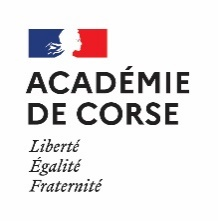 ACADÉMIE
DE CORSE
Liberté
Égalité
Fraternité